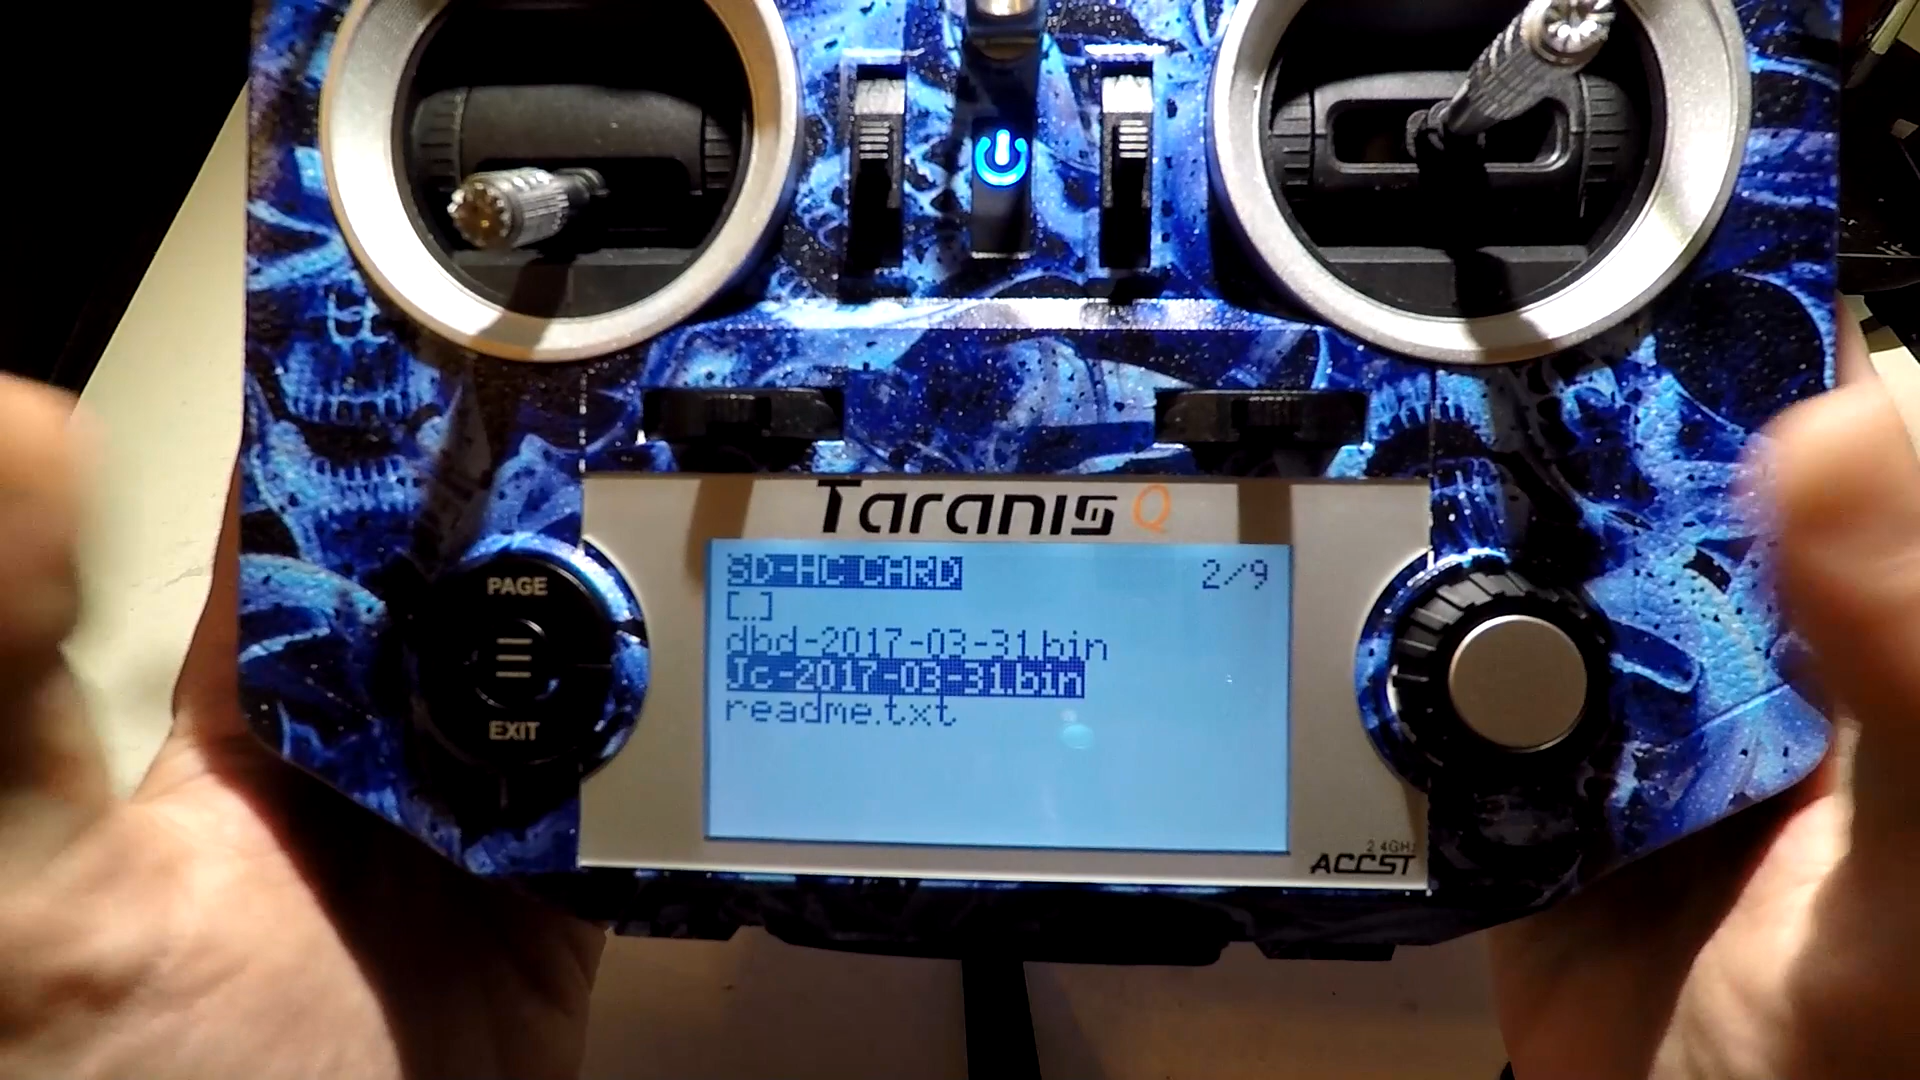 Taranis Q
SD-HC CARD 2/9
[..]
dbd-2017-03-31.bin
Jc-2017-03-31.bin
readme.txt
PAGE
EXIT
2.4GHz
ACCST